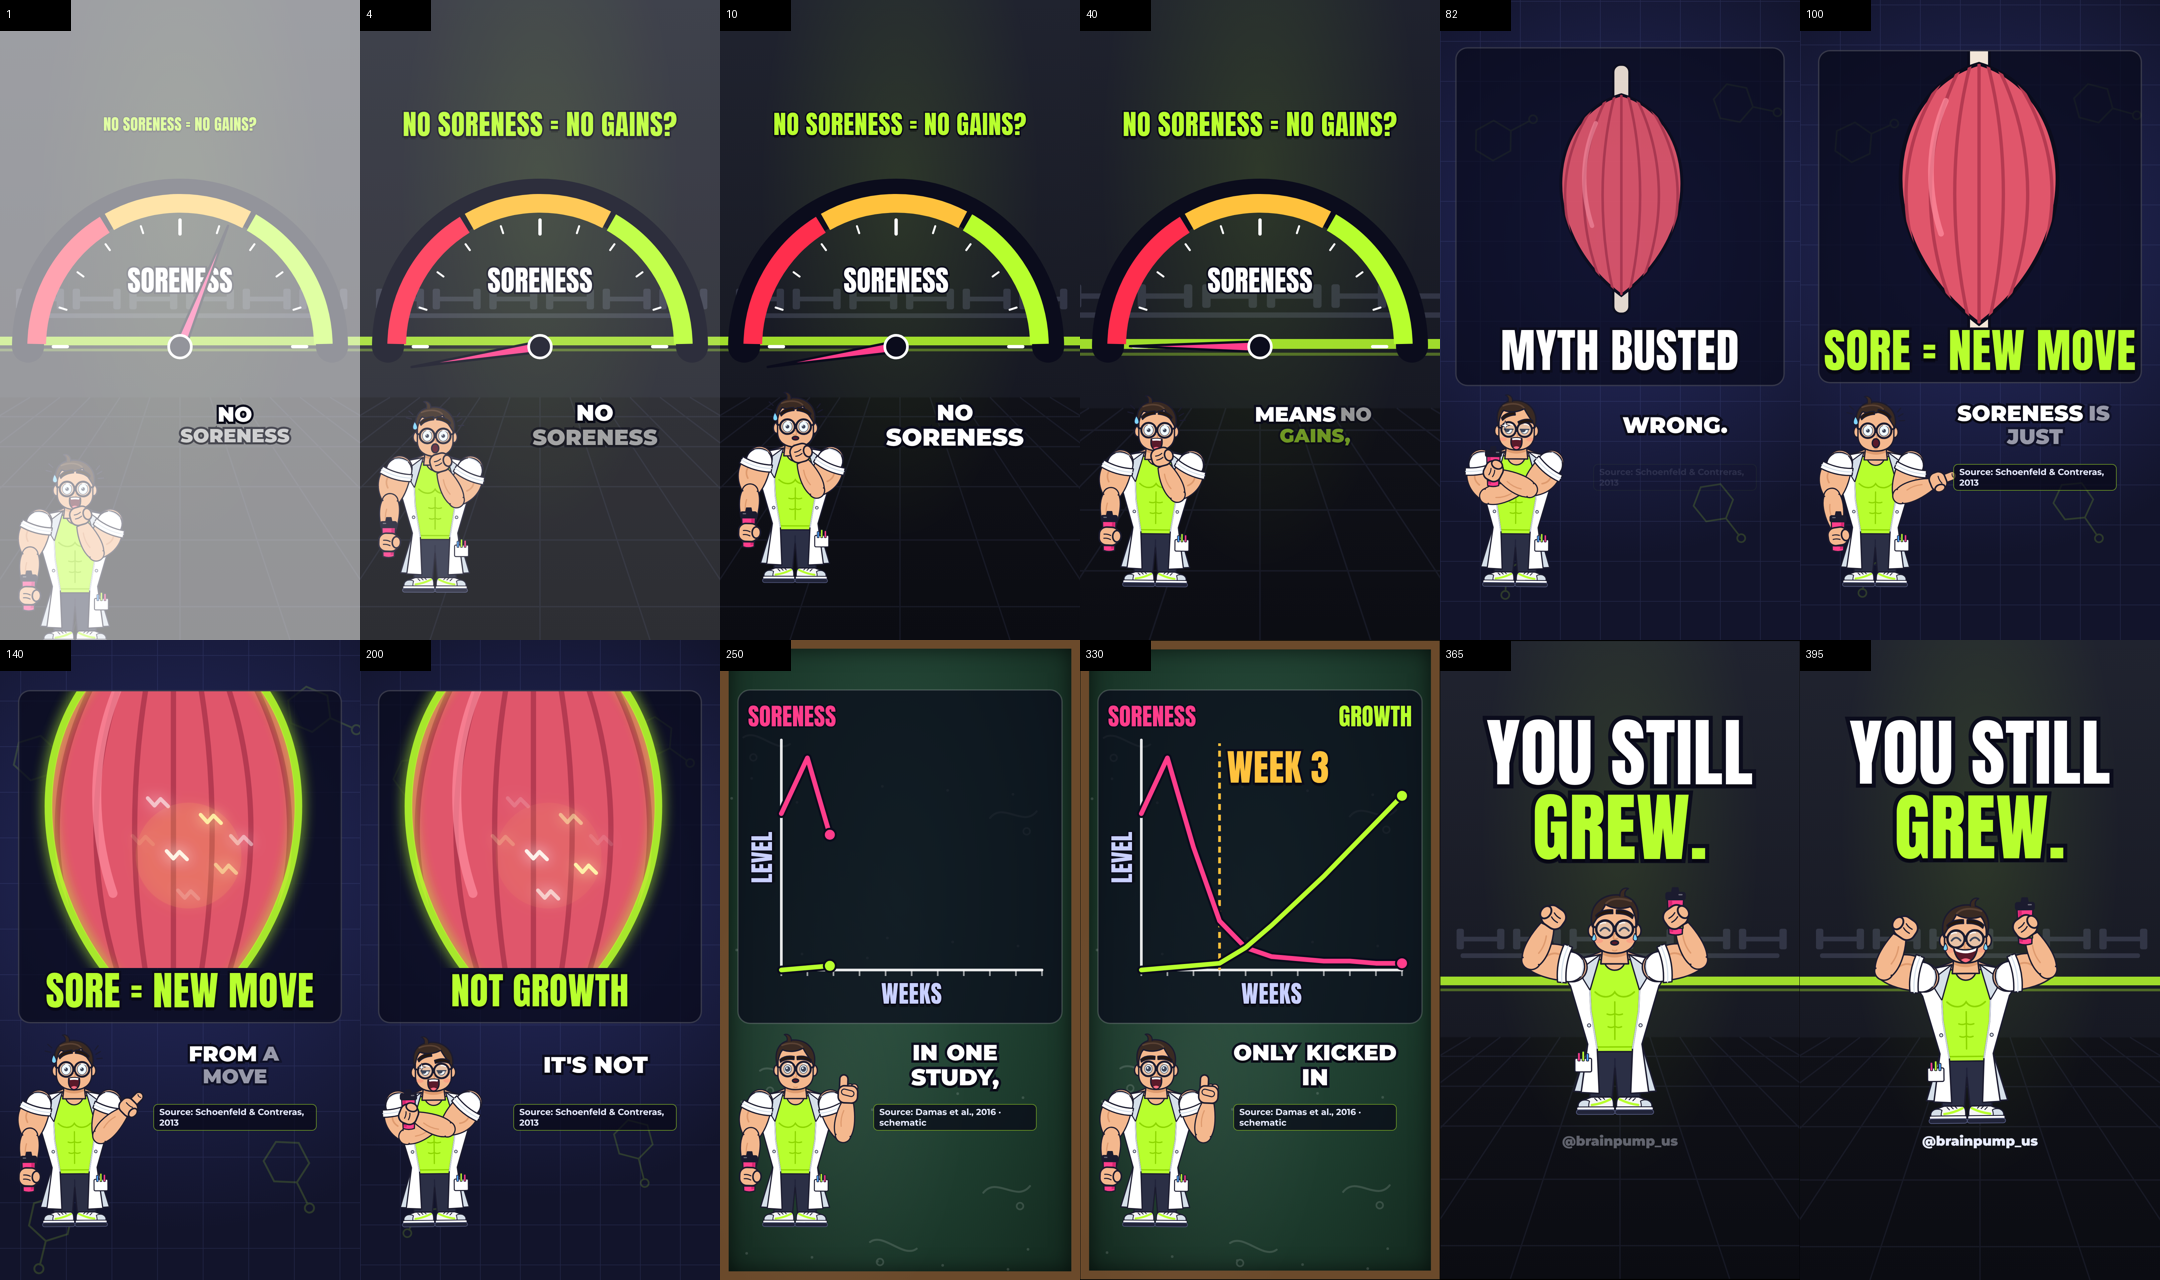 1
NO SORENESS = NO GAINS?
SORENESS
NO
SORENESS
4
NO SORENESS = NO GAINS?
SORENESS
NO
SORENESS
10
NO SORENESS = NO GAINS?
SORENESS
NO
SORENESS
40
NO SORENESS = NO GAINS?
SORENESS
MEANS NO
GAINS,
82
MYTH BUSTED
WRONG.
Source: Schoenfeld & Contreras,
2013
100
SORE = NEW MOVE
SORENESS IS
JUST
Source: Schoenfeld & Contreras,
2013
140
SORE = NEW MOVE
FROM A
MOVE
Source: Schoenfeld & Contreras,
2013
200
NOT GROWTH
IT'S NOT
Source: Schoenfeld & Contreras,
2013
250
SORENESS
LEVEL
WEEKS
IN ONE
STUDY,
Source: Damas et al., 2016 ·
schematic
330
SORENESS
GROWTH
WEEK 3
LEVEL
WEEKS
ONLY KICKED
IN
Source: Damas et al., 2016 ·
schematic
365
YOU STILL
GREW.
@brainpump_us
395
YOU STILL
GREW.
@brainpump_us